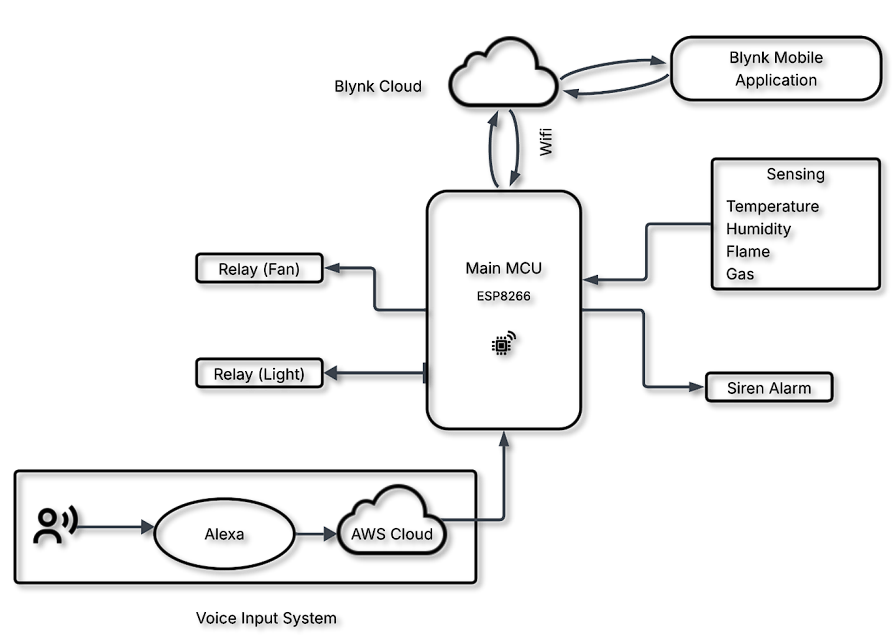 Blynk Cloud
Blynk Mobile
Application
Wifi
Sensing
Temperature
Humidity
Flame
Gas
Relay (Fan)
Main MCU
ESP8266
Relay (Light)
Siren Alarm
Alexa
AWS Cloud
Voice Input System